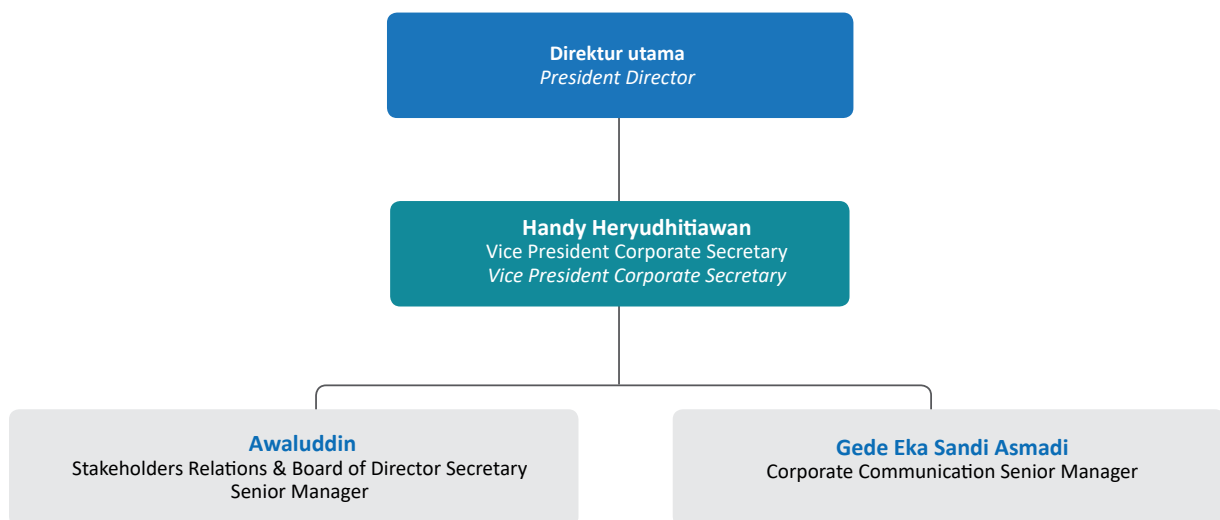 Direktur utama
President Director
Handy Heryudhitiawan
Vice President Corporate Secretary
Vice President Corporate Secretary
Awaluddin
Stakeholders Relations & Board of Director Secretary
Senior Manager
Gede Eka Sandi Asmadi
Corporate Communication Senior Manager